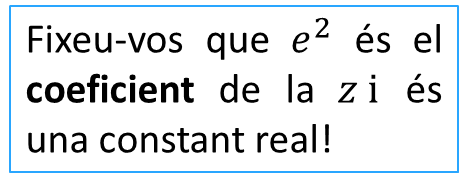 Fixeu-vos que e² és el
coeficient de la z i és
una constant real!